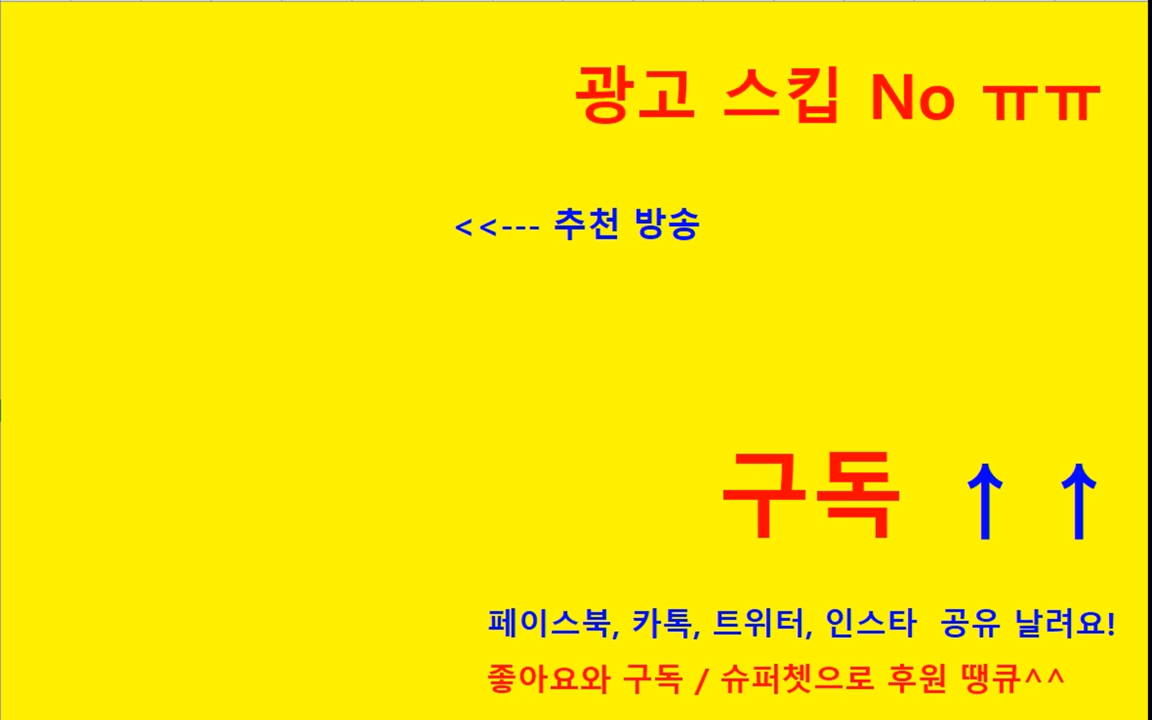 광고 스킵 No ㅠㅠ
<<--- 추천 방송
구독 ↑ ↑
페이스북, 카톡, 트위터, 인스타 공유 날려요!
좋아요와 구독 / 슈퍼쳇으로 후원 땡큐^^